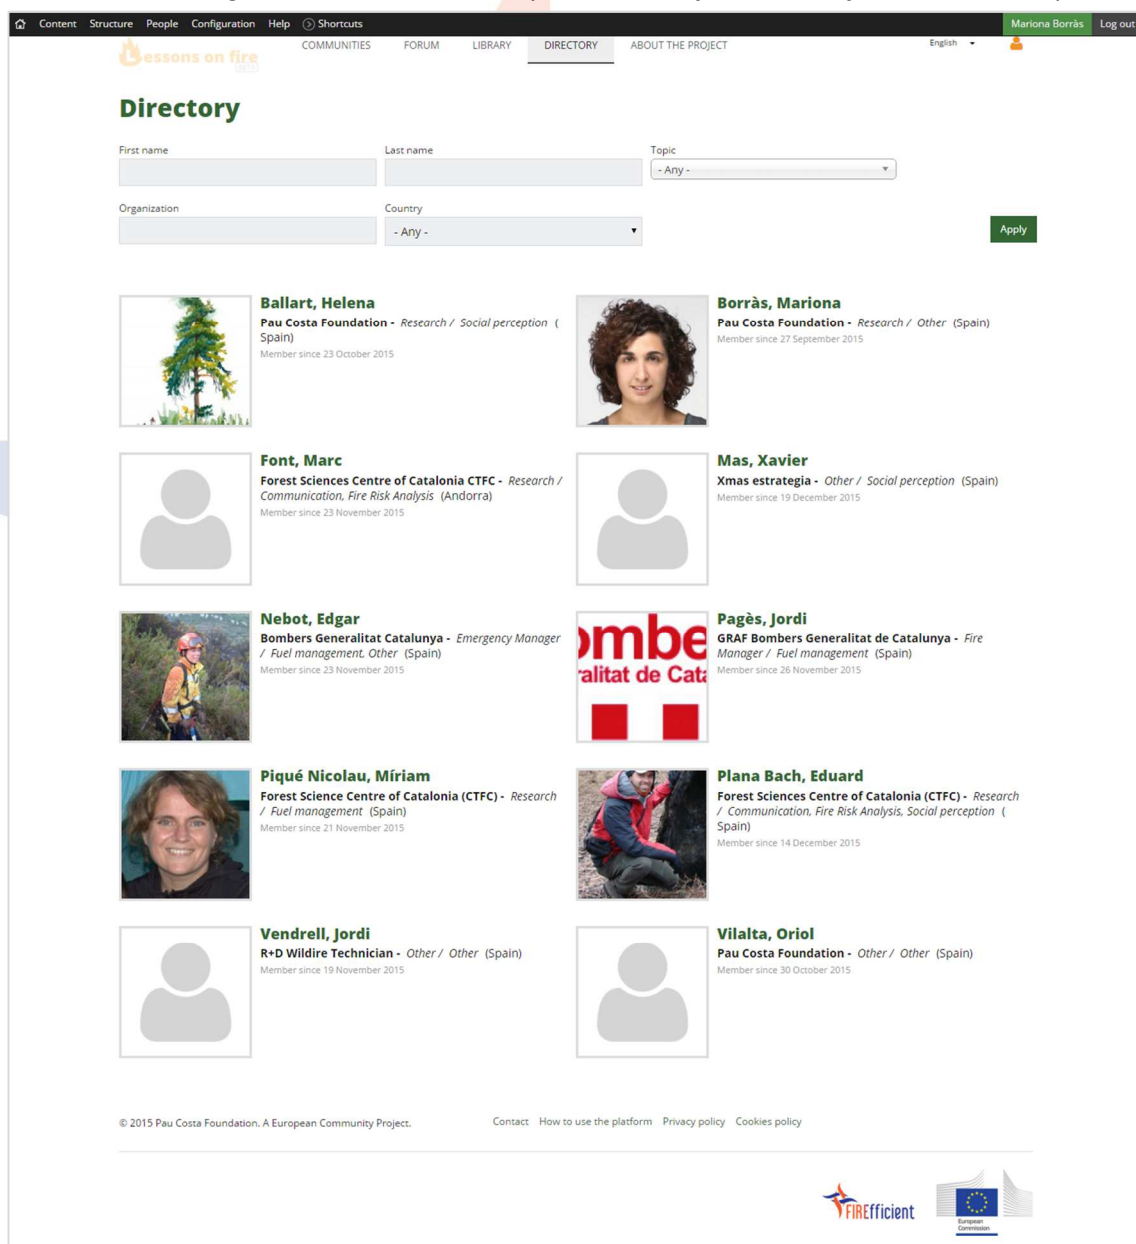 Content Structure People Configuration Help Shortcuts Mariona Borràs Log out
Lessons on fire
COMMUNITIES FORUM LIBRARY DIRECTORY ABOUT THE PROJECT English
Directory
First name Last name Topic
- Any -
Organization Country
- Any -
Apply
Ballart, Helena
Pau Costa Foundation - Research / Social perception (
Spain)
Member since 23 October 2015
Borràs, Mariona
Pau Costa Foundation - Research / Other (Spain)
Member since 27 September 2015
Font, Marc
Forest Sciences Centre of Catalonia CTFC - Research /
Communication, Fire Risk Analysis (Andorra)
Member since 23 November 2015
Mas, Xavier
Xmas estrategia - Other / Social perception (Spain)
Member since 19 December 2015
Nebot, Edgar
Bombers Generalitat Catalunya - Emergency Manager
/ Fuel management, Other (Spain)
Member since 23 November 2015
ombe
ralitat de Cata
Pagès, Jordi
GRAF Bombers Generalitat de Catalunya - Fire
Manager / Fuel management (Spain)
Member since 26 November 2015
Piqué Nicolau, Míriam
Forest Science Centre of Catalonia (CTFC) - Research
/ Fuel management (Spain)
Member since 21 November 2015
Plana Bach, Eduard
Forest Sciences Centre of Catalonia (CTFC) - Research
/ Communication, Fire Risk Analysis, Social perception (
Spain)
Member since 14 December 2015
Vendrell, Jordi
R+D Wildire Technician - Other / Other (Spain)
Member since 19 November 2015
Vilalta, Oriol
Pau Costa Foundation - Other / Other (Spain)
Member since 30 October 2015
© 2015 Pau Costa Foundation. A European Community Project. Contact How to use the platform Privacy policy Cookies policy
FIREfficient
European
Commission